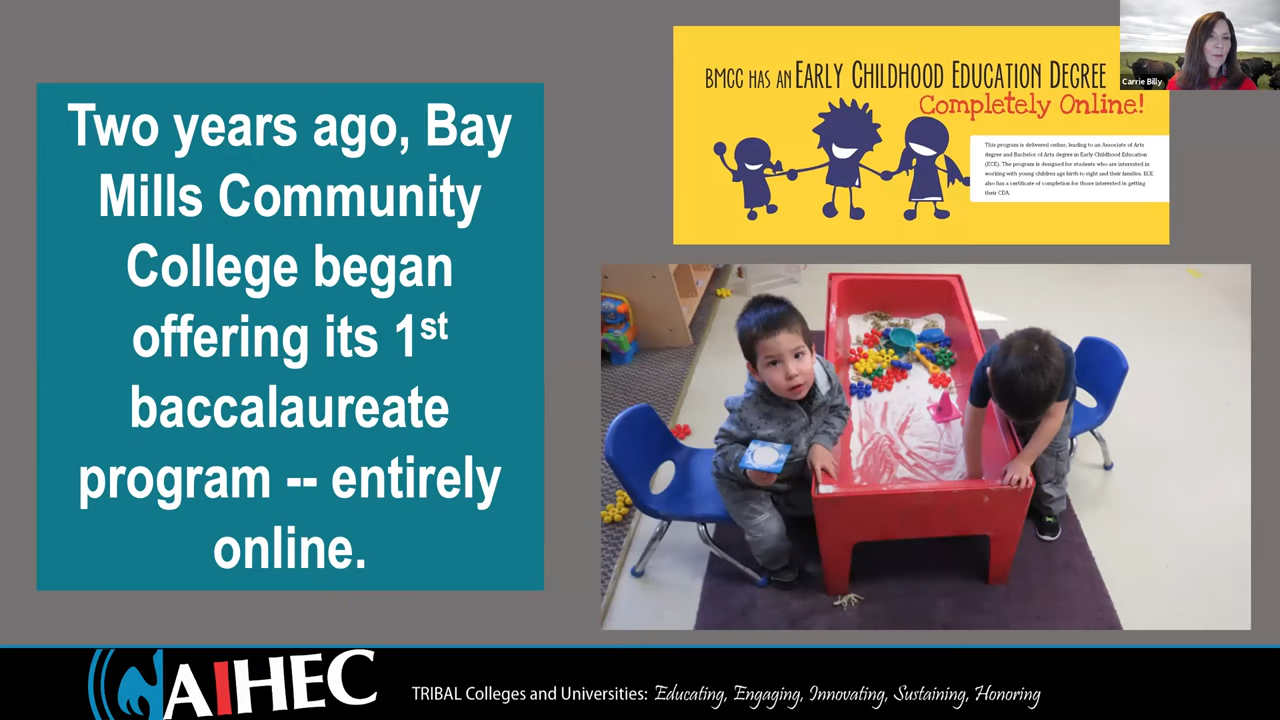 Two years ago, Bay
Mills Community
College began
offering its 1st
baccalaureate
program -- entirely
online.
BMCC HAS AN EARLY CHILDHOOD EDUCATION DEGREE
Completely Online!
This program is delivered online, leading to an Associate of Arts
degree and Bachelor of Arts degree in Early Childhood Education
(ECE). The program is designed for students who are interested in
working with young children age birth to eight and their families. ECE
also has a certificate of completion for those interested in getting
their CDA.
Carrie Billy
AIHEC
TRIBAL Colleges and Universities: Educating, Engaging, Innovating, Sustaining, Honoring